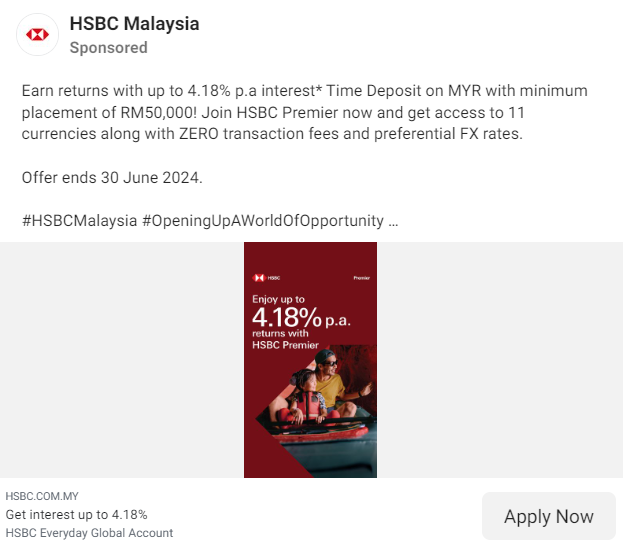 HSBC Malaysia
Sponsored
Earn returns with up to 4.18% p.a interest* Time Deposit on MYR with minimum
placement of RM50,000! Join HSBC Premier now and get access to 11
currencies along with ZERO transaction fees and preferential FX rates.
Offer ends 30 June 2024.
#HSBCMalaysia #OpeningUpAWorldOfOpportunity ...
HSBC Premier
Enjoy up to
4.18% p.a.
returns with
HSBC Premier
HSBC.COM.MY
Get interest up to 4.18%
HSBC Everyday Global Account
Apply Now